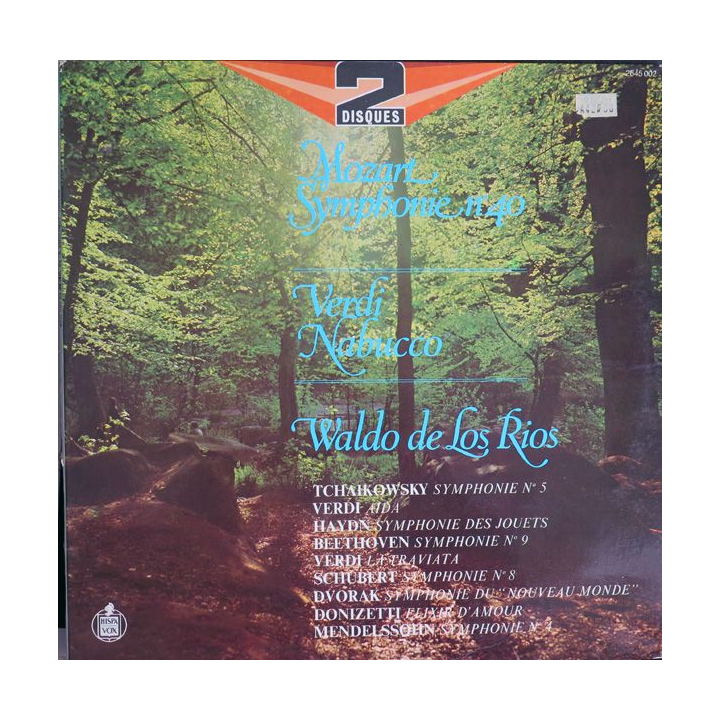 2645 002
2
DISQUES
Mozart
Symphonie n°40
Verdi
Nabucco
Waldo de Los Rios
TCHAIKOWSKY SYMPHONIE N° 5
VERDI AIDA
HAYDN SYMPHONIE DES JOUETS
BEETHOVEN SYMPHONIE N° 9
VERDI LA TRAVIATA
SCHUBERT SYMPHONIE N° 8
DVORAK SYMPHONIE DU "NOUVEAU MONDE"
DONIZETTI ELIXIR D'AMOUR
MENDELSSOHN SYMPHONIE N° 4
HISPA
VOX